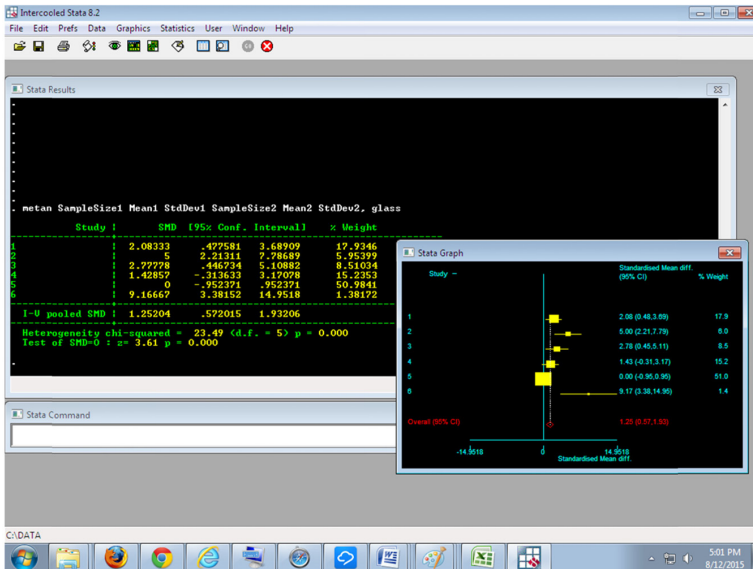 Intercooled Stata 8.2
File Edit Prefs Data Graphics Statistics User Window Help
Stata Results
. metan SampleSize1 Mean1 StdDev1 SampleSize2 Mean2 StdDev2, glass
Study | SMD [95% Conf. Interval] % Weight
1 | 2.08333 .477581 3.68909 17.9346
2 | 5 2.21311 7.78689 5.95399
3 | 2.77778 .446734 5.10882 8.51034
4 | 1.42857 -.313633 3.17078 15.2353
5 | 0 -.952371 .952371 50.9841
6 | 9.16667 3.38152 14.9518 1.38172
I-V pooled SMD | 1.25204 .572015 1.93206
Heterogeneity chi-squared = 23.49 (d.f. = 5) p = 0.000
Test of SMD=0 : z= 3.61 p = 0.000
.
Stata Command
Stata Graph
Study
Standardised Mean diff.
(95% CI) % Weight
1 2.08 (0.48,3.69) 17.9
2 5.00 (2.21,7.79) 6.0
3 2.78 (0.45,5.11) 8.5
4 1.43 (-0.31,3.17) 15.2
5 0.00 (-0.95,0.95) 51.0
6 9.17 (3.38,14.95) 1.4
Overall (95% CI) 1.25 (0.57,1.93)
-14.9518 0 14.9518
Standardised Mean diff.
C:\DATA
5:01 PM
8/12/2015